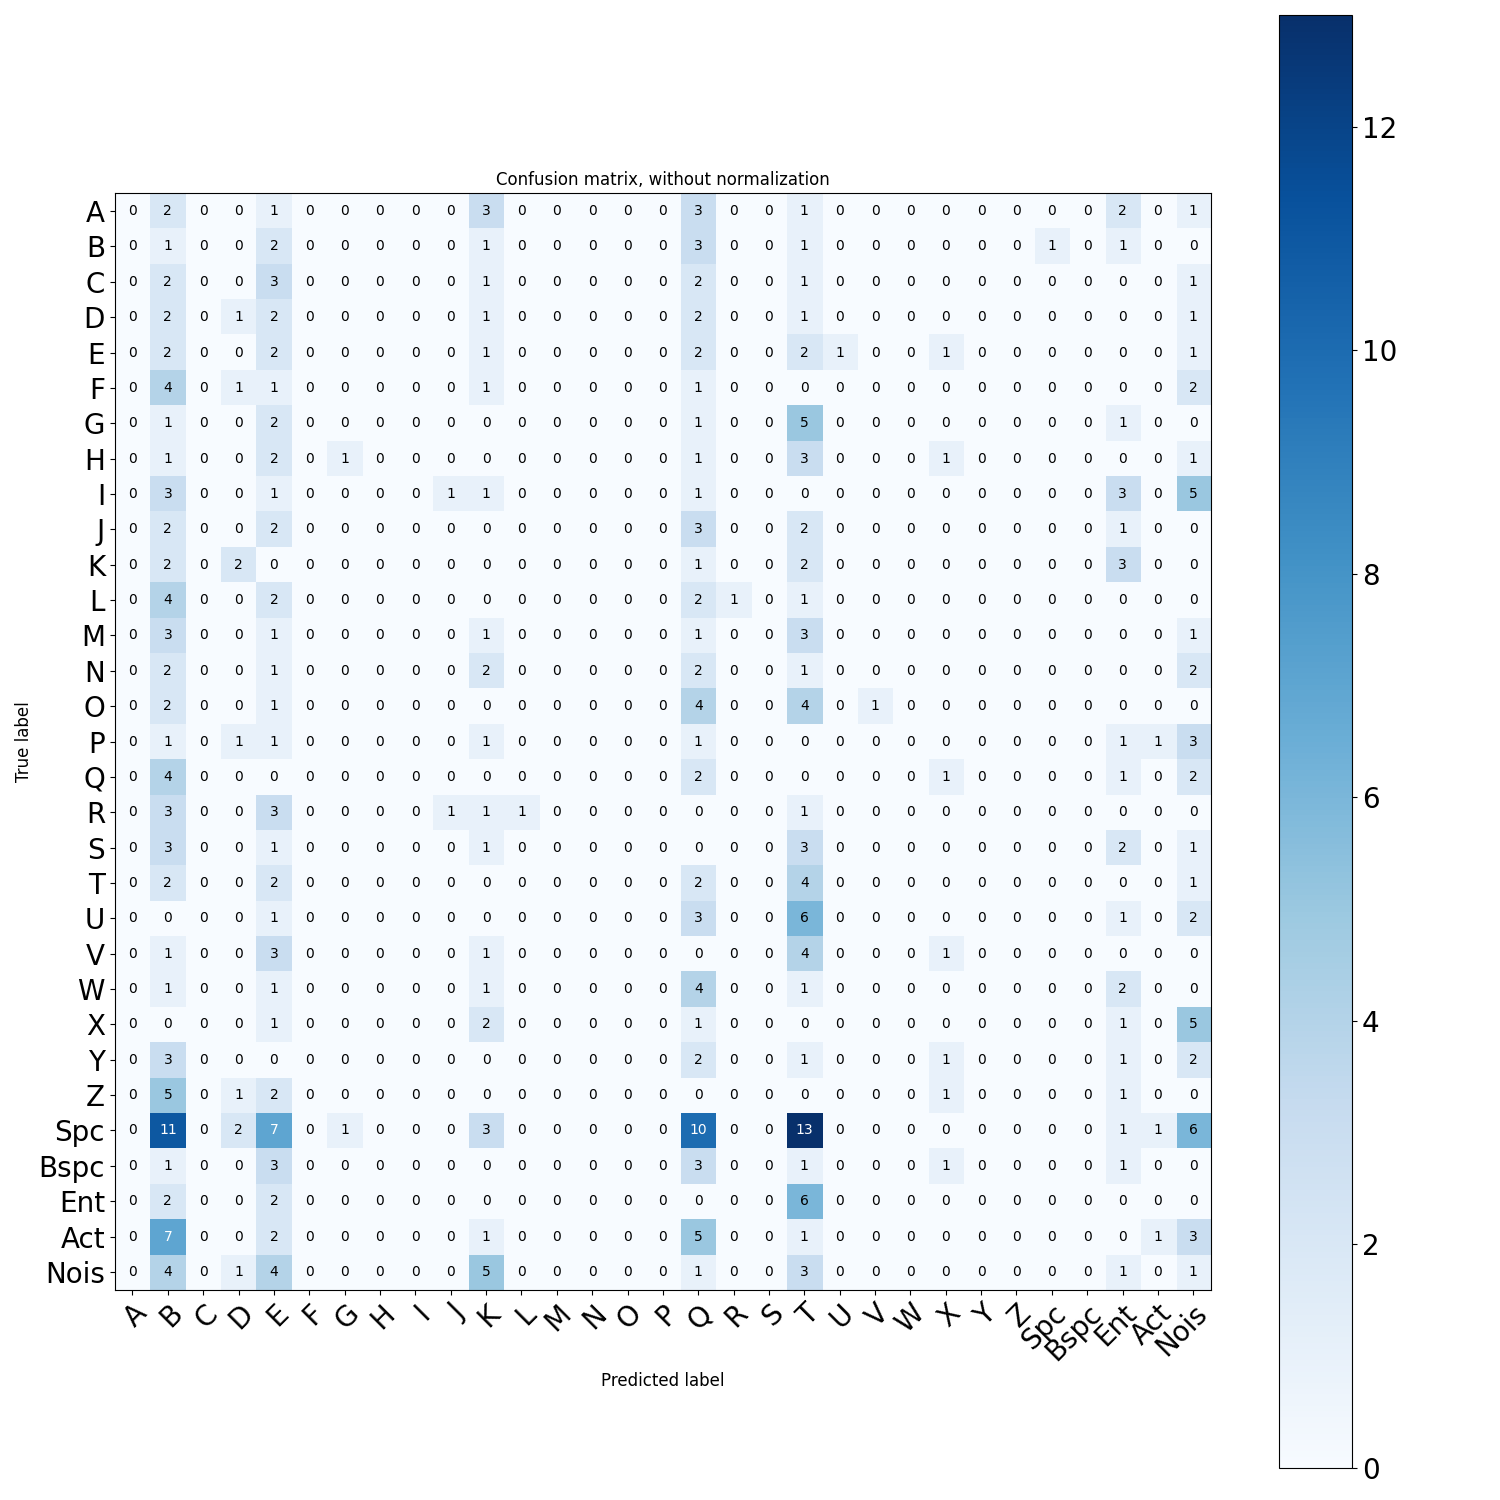 Confusion matrix, without normalization
A 0 2 0 0 1 0 0 0 0 0 3 0 0 0 0 0 3 0 0 1 0 0 0 0 0 0 0 0 2 0 1
B 0 1 0 0 2 0 0 0 0 0 1 0 0 0 0 0 3 0 0 1 0 0 0 0 0 0 1 0 1 0 0
C 0 2 0 0 3 0 0 0 0 0 1 0 0 0 0 0 2 0 0 1 0 0 0 0 0 0 0 0 0 0 1
D 0 2 0 1 2 0 0 0 0 0 1 0 0 0 0 0 2 0 0 1 0 0 0 0 0 0 0 0 0 0 1
E 0 2 0 0 2 0 0 0 0 0 1 0 0 0 0 0 2 0 0 2 1 0 0 1 0 0 0 0 0 0 1
F 0 4 0 1 1 0 0 0 0 0 1 0 0 0 0 0 1 0 0 0 0 0 0 0 0 0 0 0 0 0 2
G 0 1 0 0 2 0 0 0 0 0 0 0 0 0 0 0 1 0 0 5 0 0 0 0 0 0 0 0 1 0 0
H 0 1 0 0 2 0 1 0 0 0 0 0 0 0 0 0 1 0 0 3 0 0 0 1 0 0 0 0 0 0 1
I 0 3 0 0 1 0 0 0 0 1 1 0 0 0 0 0 1 0 0 0 0 0 0 0 0 0 0 0 3 0 5
J 0 2 0 0 2 0 0 0 0 0 0 0 0 0 0 0 3 0 0 2 0 0 0 0 0 0 0 0 1 0 0
K 0 2 0 2 0 0 0 0 0 0 0 0 0 0 0 0 1 0 0 2 0 0 0 0 0 0 0 0 3 0 0
L 0 4 0 0 2 0 0 0 0 0 0 0 0 0 0 0 2 1 0 1 0 0 0 0 0 0 0 0 0 0 0
M 0 3 0 0 1 0 0 0 0 0 1 0 0 0 0 0 1 0 0 3 0 0 0 0 0 0 0 0 0 0 1
N 0 2 0 0 1 0 0 0 0 0 2 0 0 0 0 0 2 0 0 1 0 0 0 0 0 0 0 0 0 0 2
O 0 2 0 0 1 0 0 0 0 0 0 0 0 0 0 0 4 0 0 4 0 1 0 0 0 0 0 0 0 0 0
P 0 1 0 1 1 0 0 0 0 0 1 0 0 0 0 0 1 0 0 0 0 0 0 0 0 0 0 0 1 1 3
Q 0 4 0 0 0 0 0 0 0 0 0 0 0 0 0 0 2 0 0 0 0 0 0 1 0 0 0 0 1 0 2
R 0 3 0 0 3 0 0 0 0 1 1 1 0 0 0 0 0 0 0 1 0 0 0 0 0 0 0 0 0 0 0
S 0 3 0 0 1 0 0 0 0 0 1 0 0 0 0 0 0 0 0 3 0 0 0 0 0 0 0 0 2 0 1
T 0 2 0 0 2 0 0 0 0 0 0 0 0 0 0 0 2 0 0 4 0 0 0 0 0 0 0 0 0 0 1
U 0 0 0 0 1 0 0 0 0 0 0 0 0 0 0 0 3 0 0 6 0 0 0 0 0 0 0 0 1 0 2
V 0 1 0 0 3 0 0 0 0 0 1 0 0 0 0 0 0 0 0 4 0 0 0 1 0 0 0 0 0 0 0
W 0 1 0 0 1 0 0 0 0 0 1 0 0 0 0 0 4 0 0 1 0 0 0 0 0 0 0 0 2 0 0
X 0 0 0 0 1 0 0 0 0 0 2 0 0 0 0 0 1 0 0 0 0 0 0 0 0 0 0 0 1 0 5
Y 0 3 0 0 0 0 0 0 0 0 0 0 0 0 0 0 2 0 0 1 0 0 0 1 0 0 0 0 1 0 2
Z 0 5 0 1 2 0 0 0 0 0 0 0 0 0 0 0 0 0 0 0 0 0 0 1 0 0 0 0 1 0 0
Spc 0 11 0 2 7 0 1 0 0 0 3 0 0 0 0 0 10 0 0 13 0 0 0 0 0 0 0 0 1 1 6
Bspc 0 1 0 0 3 0 0 0 0 0 0 0 0 0 0 0 3 0 0 1 0 0 0 1 0 0 0 0 1 0 0
Ent 0 2 0 0 2 0 0 0 0 0 0 0 0 0 0 0 0 0 0 6 0 0 0 0 0 0 0 0 0 0 0
Act 0 7 0 0 2 0 0 0 0 0 1 0 0 0 0 0 5 0 0 1 0 0 0 0 0 0 0 0 0 1 3
Nois 0 4 0 1 4 0 0 0 0 0 5 0 0 0 0 0 1 0 0 3 0 0 0 0 0 0 0 0 1 0 1
A B C D E F G H I J K L M N O P Q R S T U V W X Y Z Spc Bspc Ent Act Nois
True label
Predicted label
12
10
8
6
4
2
0